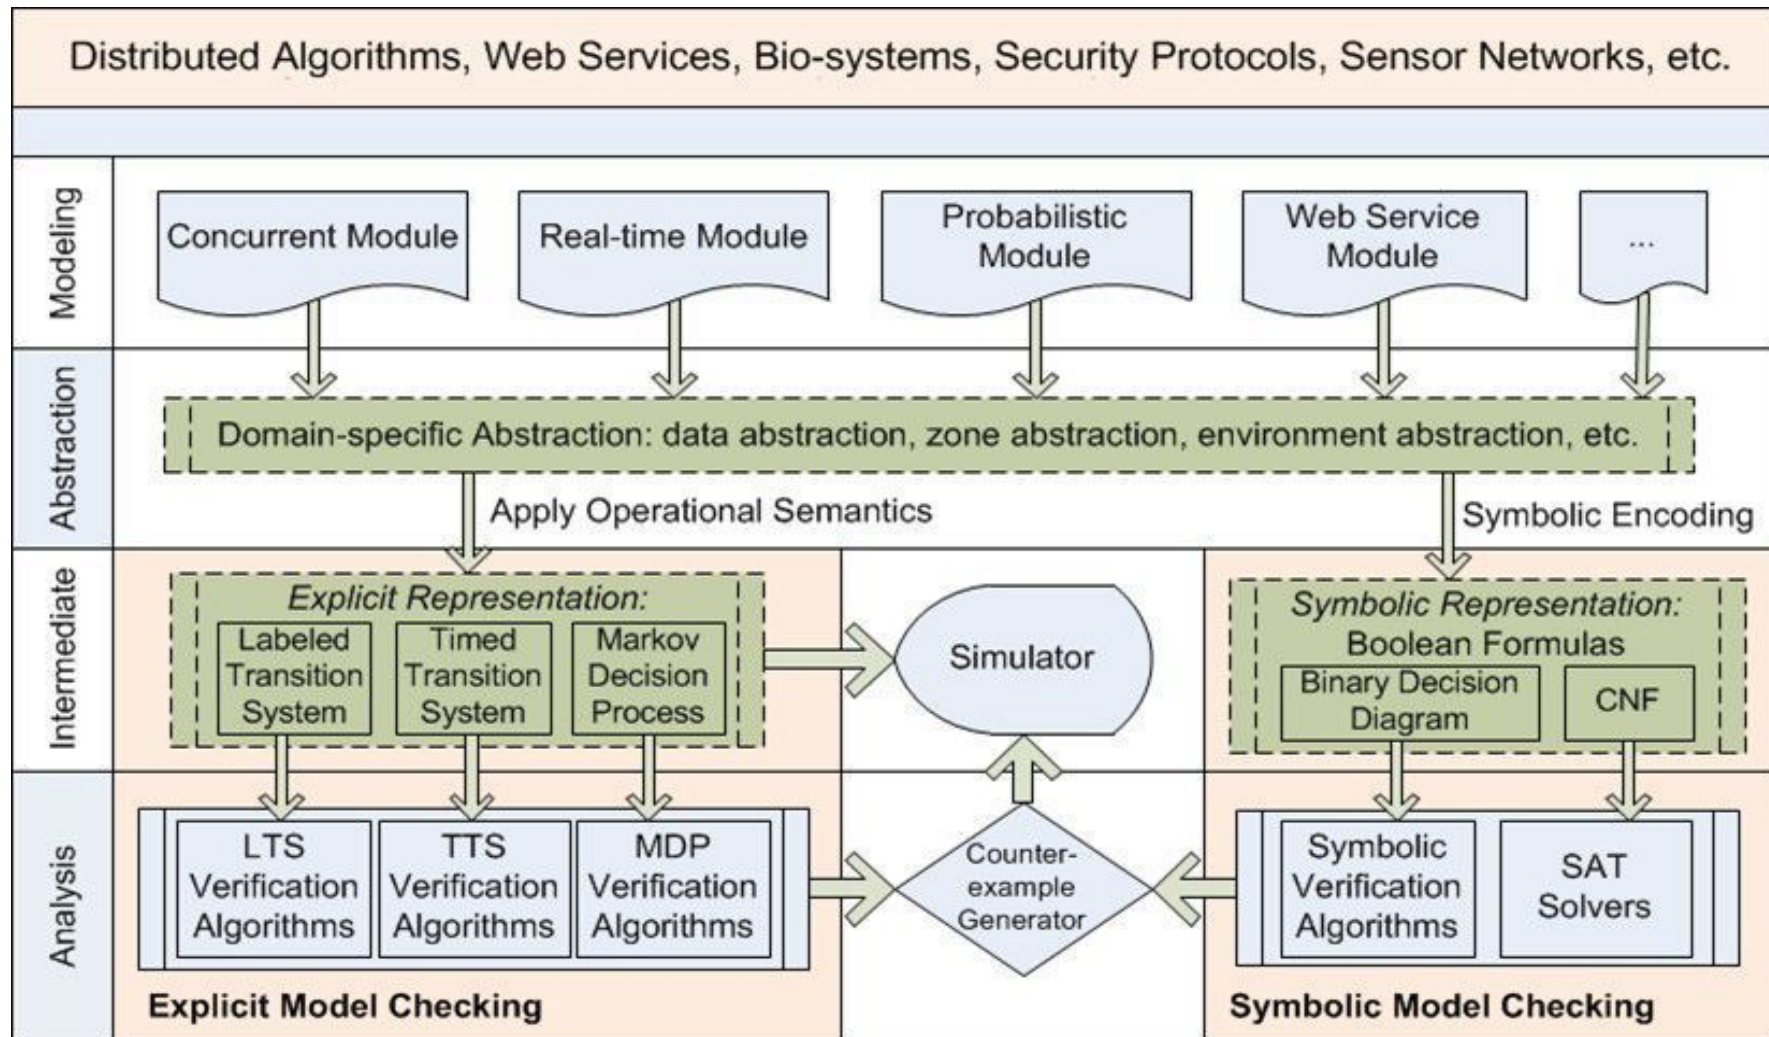 Distributed Algorithms, Web Services, Bio-systems, Security Protocols, Sensor Networks, etc.
Modeling
Concurrent Module
Real-time Module
Probabilistic
Module
Web Service
Module
...
Abstraction
Domain-specific Abstraction: data abstraction, zone abstraction, environment abstraction, etc.
Apply Operational Semantics
Symbolic Encoding
Intermediate
Explicit Representation:
Labeled
Transition
System
Timed
Transition
System
Markov
Decision
Process
Simulator
Symbolic Representation:
Boolean Formulas
Binary Decision
Diagram
CNF
Analysis
LTS
Verification
Algorithms
TTS
Verification
Algorithms
MDP
Verification
Algorithms
Counter-
example
Generator
Symbolic
Verification
Algorithms
SAT
Solvers
Explicit Model Checking
Symbolic Model Checking